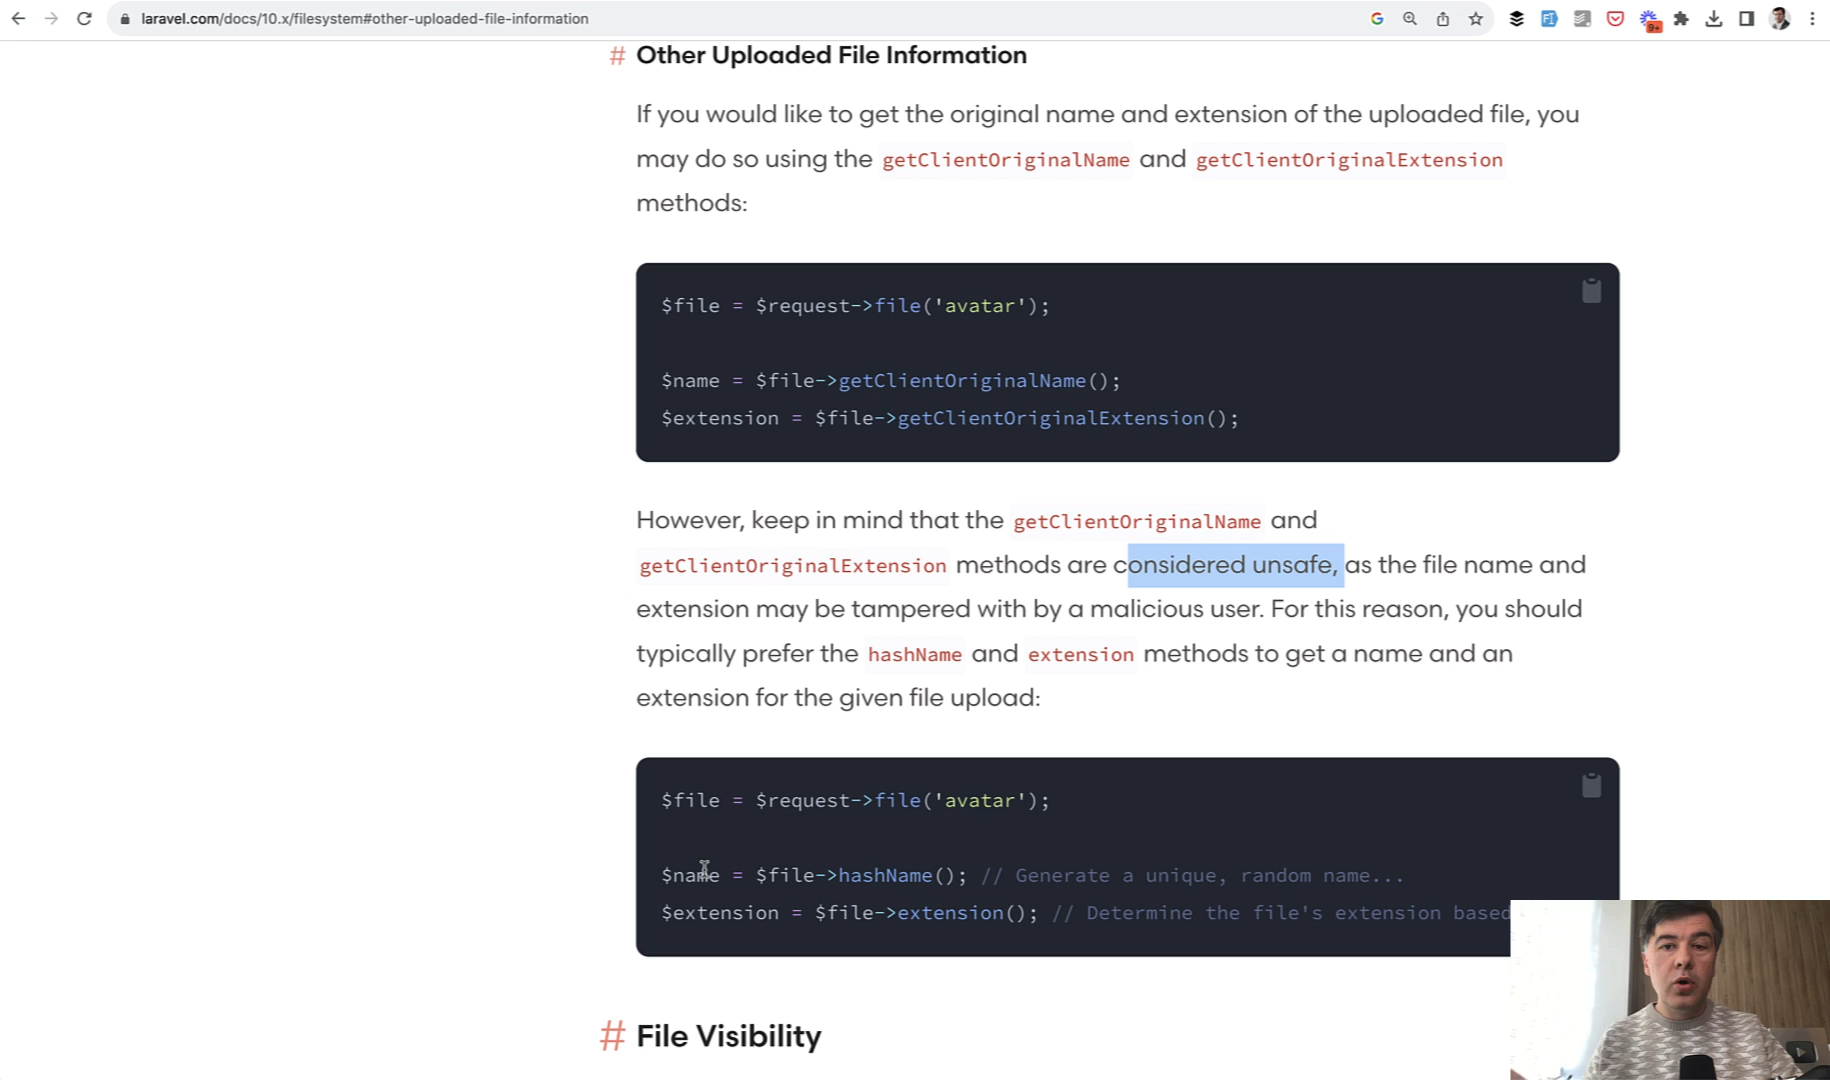 laravel.com/docs/10.x/filesystem#other-uploaded-file-information
9+
# Other Uploaded File Information
If you would like to get the original name and extension of the uploaded file, you
may do so using the getClientOriginalName and getClientOriginalExtension
methods:
$file = $request->file('avatar');
$name = $file->getClientOriginalName();
$extension = $file->getClientOriginalExtension();
However, keep in mind that the getClientOriginalName and
getClientOriginalExtension methods are considered unsafe, as the file name and
extension may be tampered with by a malicious user. For this reason, you should
typically prefer the hashName and extension methods to get a name and an
extension for the given file upload:
$file = $request->file('avatar');
$name = $file->hashName(); // Generate a unique, random name...
$extension = $file->extension(); // Determine the file's extension based
# File Visibility